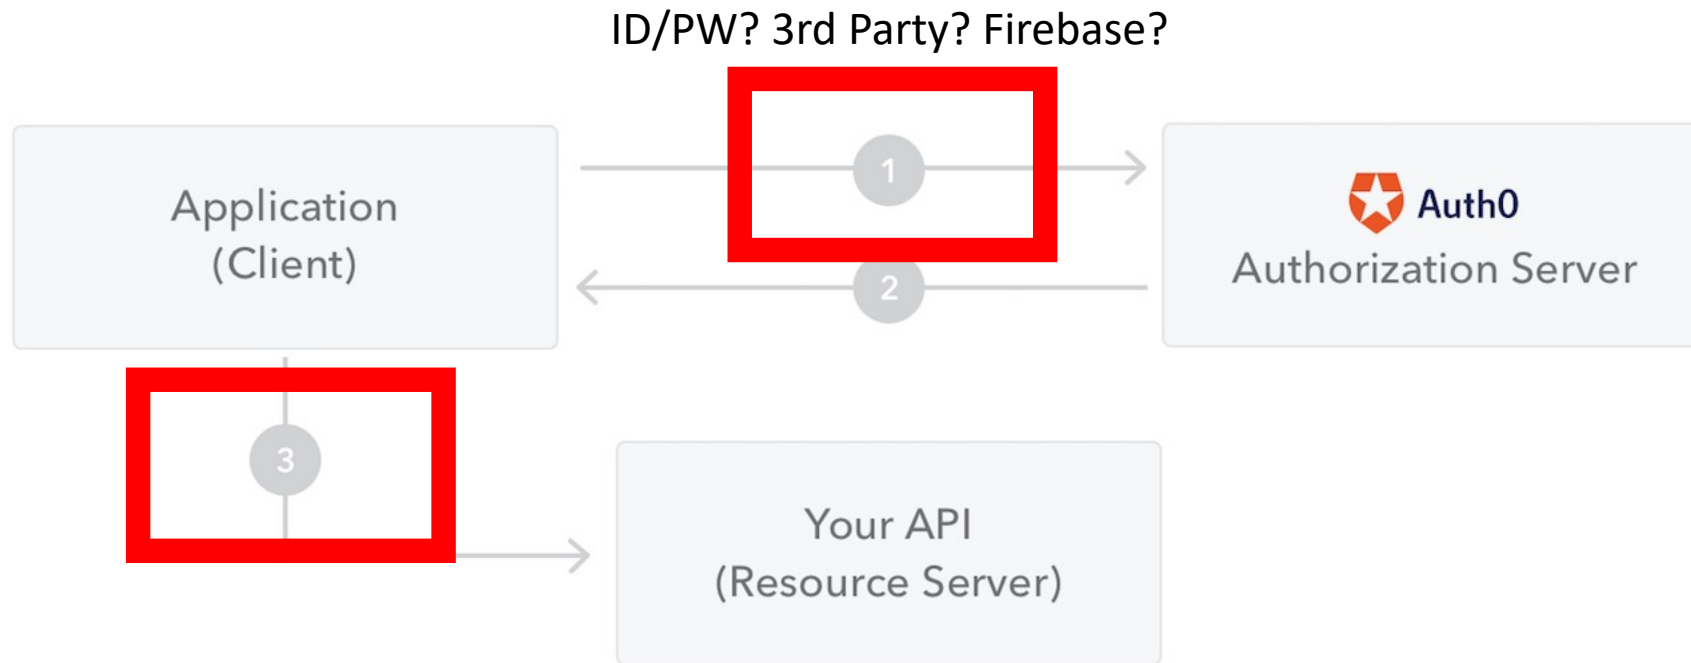 ID/PW? 3rd Party? Firebase?
1
Application
(Client)
Auth0
Authorization Server
2
3
Your API
(Resource Server)